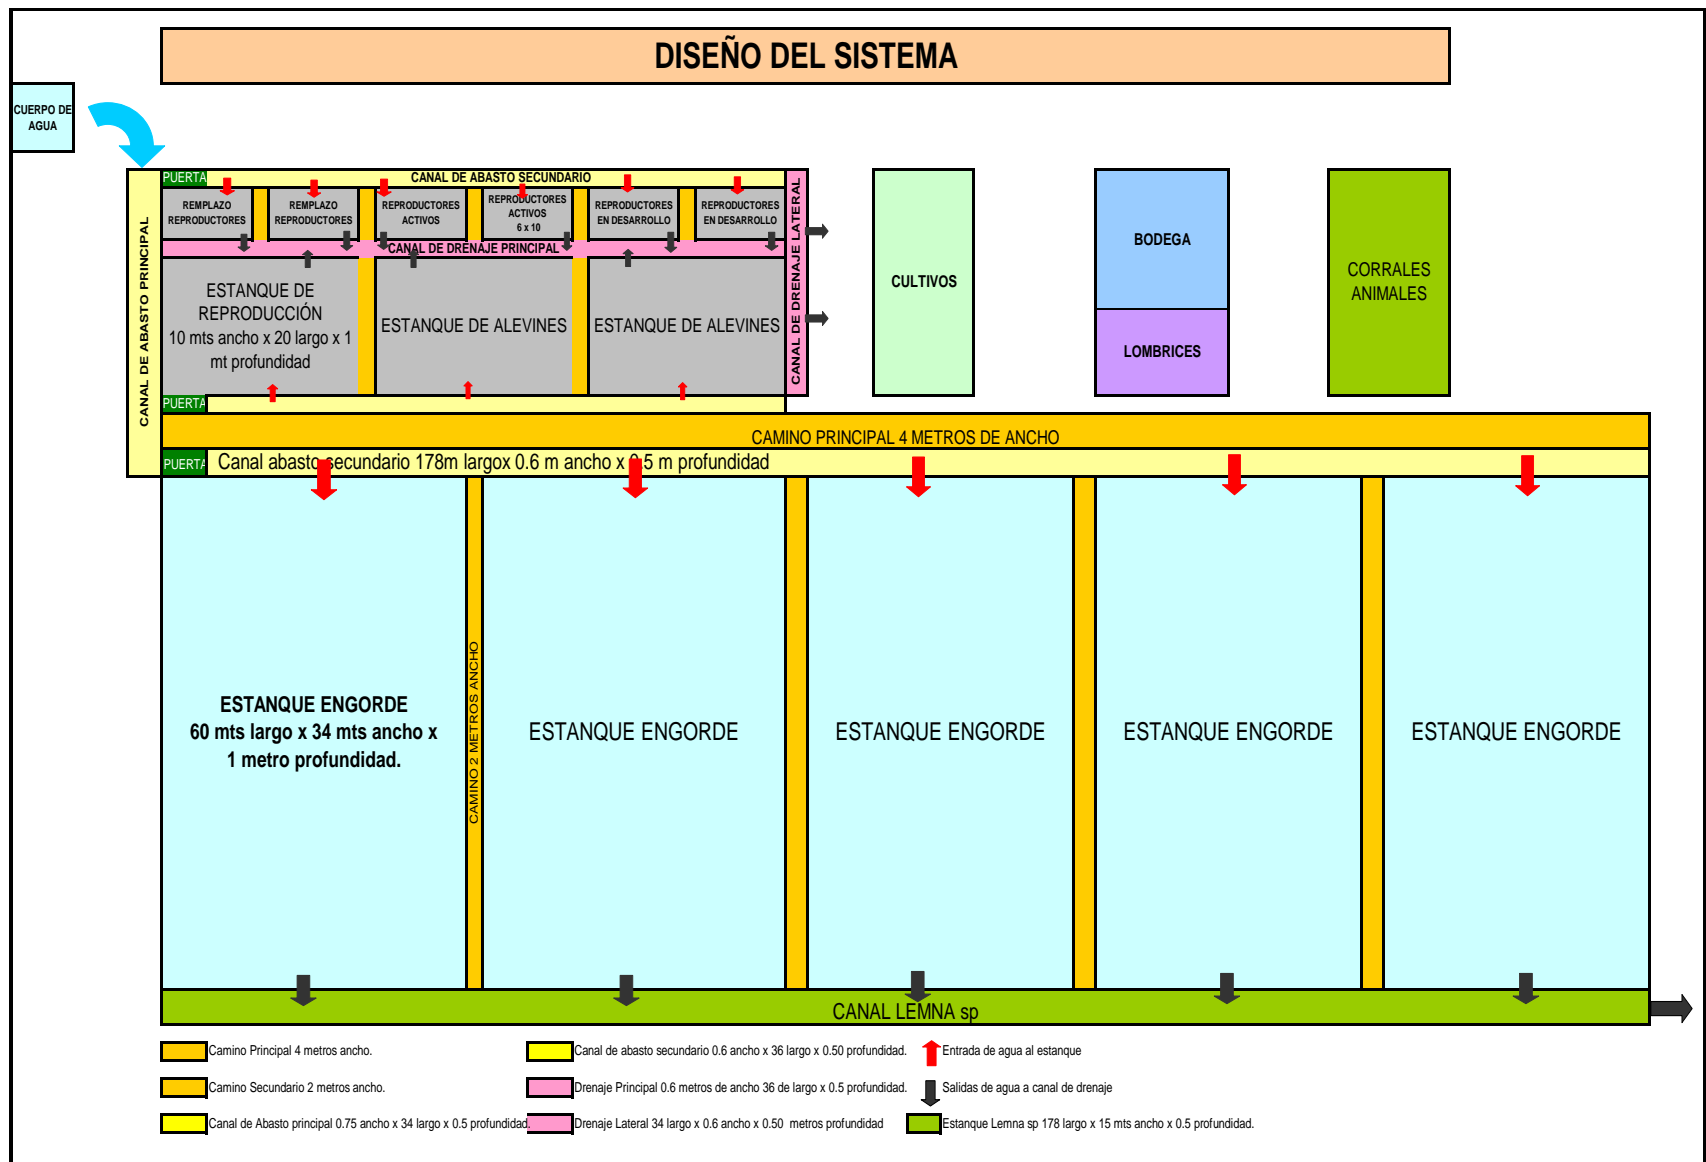 DISEÑO DEL SISTEMA
CUERPO DE
AGUA
CANAL DE ABASTO PRINCIPAL
PUERTA
CANAL DE ABASTO SECUNDARIO
REMPLAZO
REPRODUCTORES
REMPLAZO
REPRODUCTORES
REPRODUCTORES
ACTIVOS
REPRODUCTORES
ACTIVOS
6 x 10
REPRODUCTORES
EN DESARROLLO
REPRODUCTORES
EN DESARROLLO
CANAL DE DRENAJE PRINCIPAL
CANAL DE DRENAJE LATERAL
ESTANQUE DE
REPRODUCCIÓN
10 mts ancho x 20 largo x 1
mt profundidad
ESTANQUE DE ALEVINES
ESTANQUE DE ALEVINES
CULTIVOS
BODEGA
LOMBRICES
CORRALES
ANIMALES
PUERTA
CAMINO PRINCIPAL 4 METROS DE ANCHO
PUERTA
Canal abasto secundario 178m largox 0.6 m ancho x 0.5 m profundidad
ESTANQUE ENGORDE
60 mts largo x 34 mts ancho x
1 metro profundidad.
CAMINO 2 METROS ANCHO
ESTANQUE ENGORDE
ESTANQUE ENGORDE
ESTANQUE ENGORDE
ESTANQUE ENGORDE
CANAL LEMNA sp
Camino Principal 4 metros ancho.
Canal de abasto secundario 0.6 ancho x 36 largo x 0.50 profundidad.
Entrada de agua al estanque
Camino Secundario 2 metros ancho.
Drenaje Principal 0.6 metros de ancho 36 de largo x 0.5 profundidad.
Salidas de agua a canal de drenaje
Canal de Abasto principal 0.75 ancho x 34 largo x 0.5 profundidad.
Drenaje Lateral 34 largo x 0.6 ancho x 0.50 metros profundidad
Estanque Lemna sp 178 largo x 15 mts ancho x 0.5 profundidad.